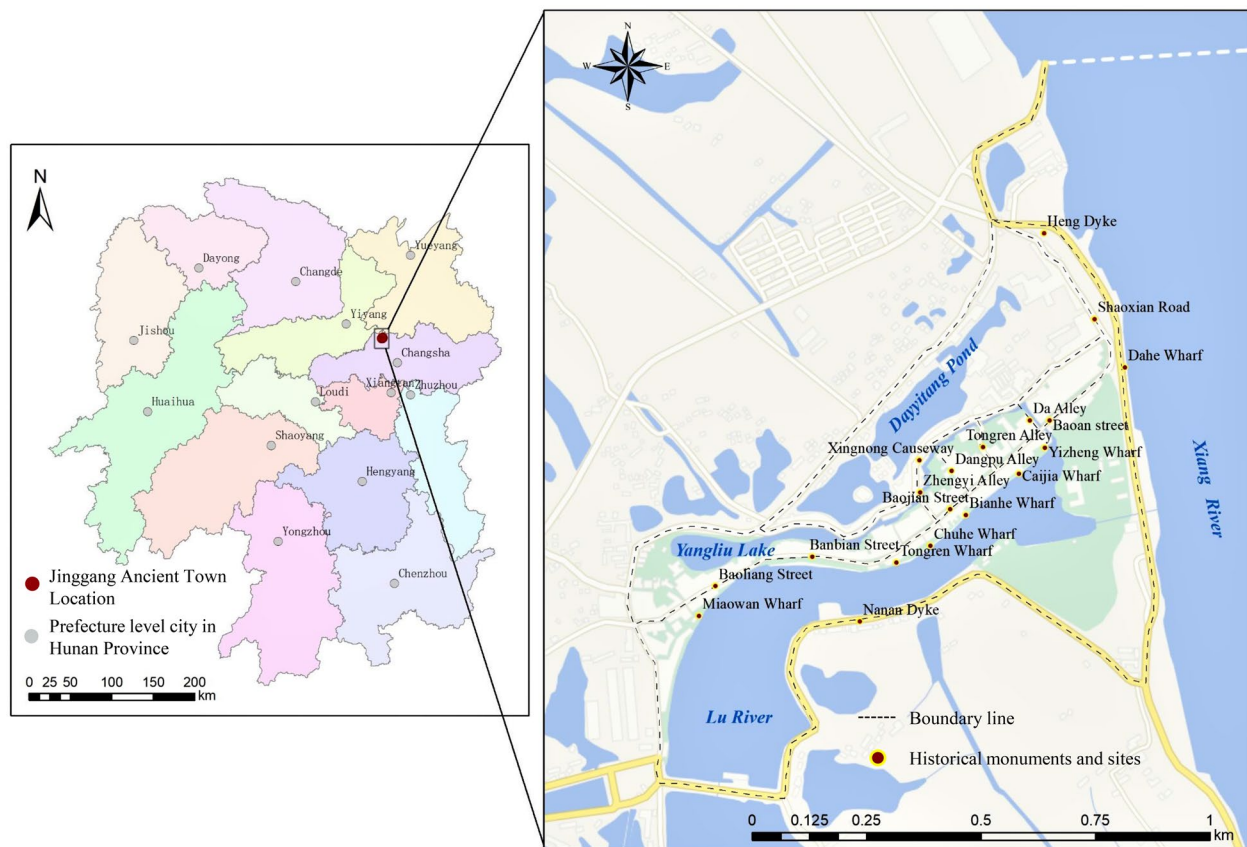 N
Yueyang
Dayong
Changde
Yiyang
Jishou
Changsha
Xiangtan
Zhuzhou
Loudi
Huaihua
Shaoyang
Hengyang
Yongzhou
Chenzhou
Jinggang Ancient Town
Location
Prefecture level city in
Hunan Province
0 25 50 100 150 200
km
N
W
E
S
Heng Dyke
Shaoxian Road
Dahe Wharf
Dayyitang Pond
Da Alley
Baoan street
Tongren Alley
Xingnong Causeway
Yizheng Wharf
Dangpu Alley
Caijia Wharf
Zhengyi Alley
Baojian Street
Bianhe Wharf
Xiang River
Chuhe Wharf
Yangliu Lake
Banbian Street
Tongren Wharf
Baoliang Street
Miaowan Wharf
Nanan Dyke
Lu River
Boundary line
Historical monuments and sites
0 0.125 0.25 0.5 0.75 1
km